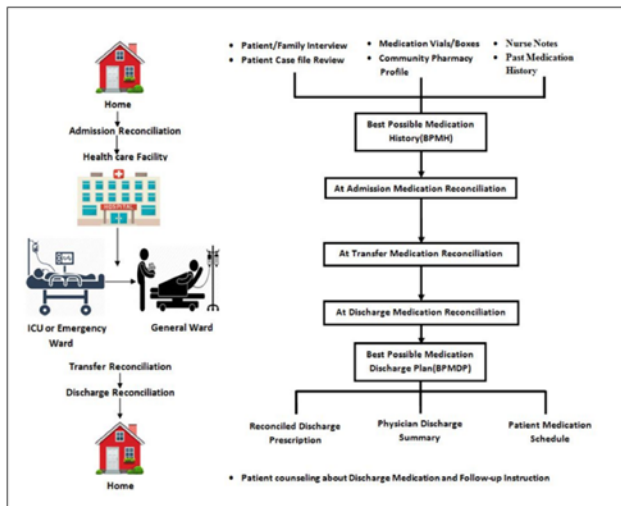 Home
Admission Reconciliation
Health care Facility
HOSPITAL
ICU or Emergency
Ward
General Ward
Transfer Reconciliation
Discharge Reconciliation
Home
• Patient/Family Interview
• Patient Case file Review
• Medication Vials/Boxes
• Community Pharmacy
Profile
• Nurse Notes
• Past Medication
History
Best Possible Medication
History(BPMH)
At Admission Medication Reconciliation
At Transfer Medication Reconciliation
At Discharge Medication Reconciliation
Best Possible Medication
Discharge Plan(BPMDP)
Reconciled Discharge
Prescription
Physician Discharge
Summary
Patient Medication
Schedule
• Patient counseling about Discharge Medication and Follow-up Instruction